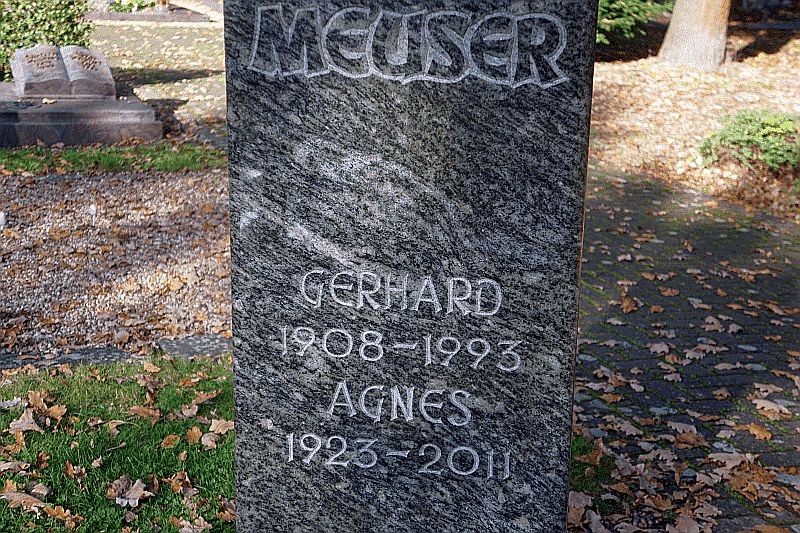 MEUSER
GERHARD
1908-1993
AGNES
1923-2011